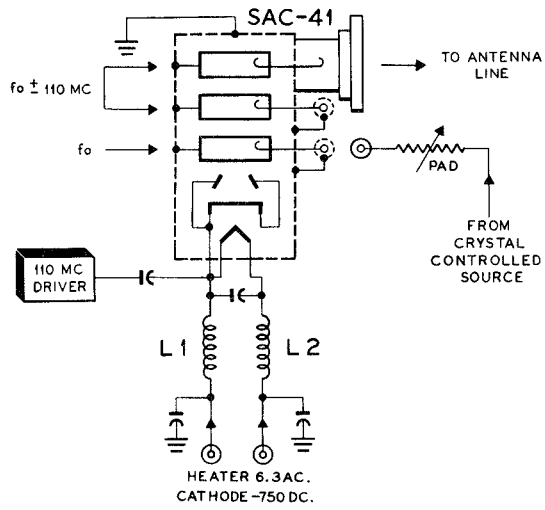 SAC-41
TO ANTENNA
LINE
fo ± 110 MC
fo
PAD
FROM
CRYSTAL
CONTROLLED
SOURCE
110 MC
DRIVER
L1
L2
HEATER 6.3AC.
CATHODE -750 DC.